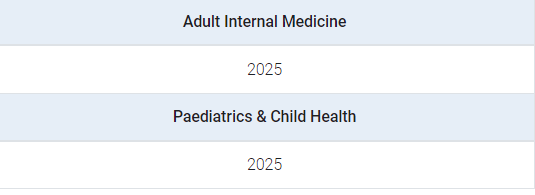 Adult Internal Medicine
2025
Paediatrics & Child Health
2025